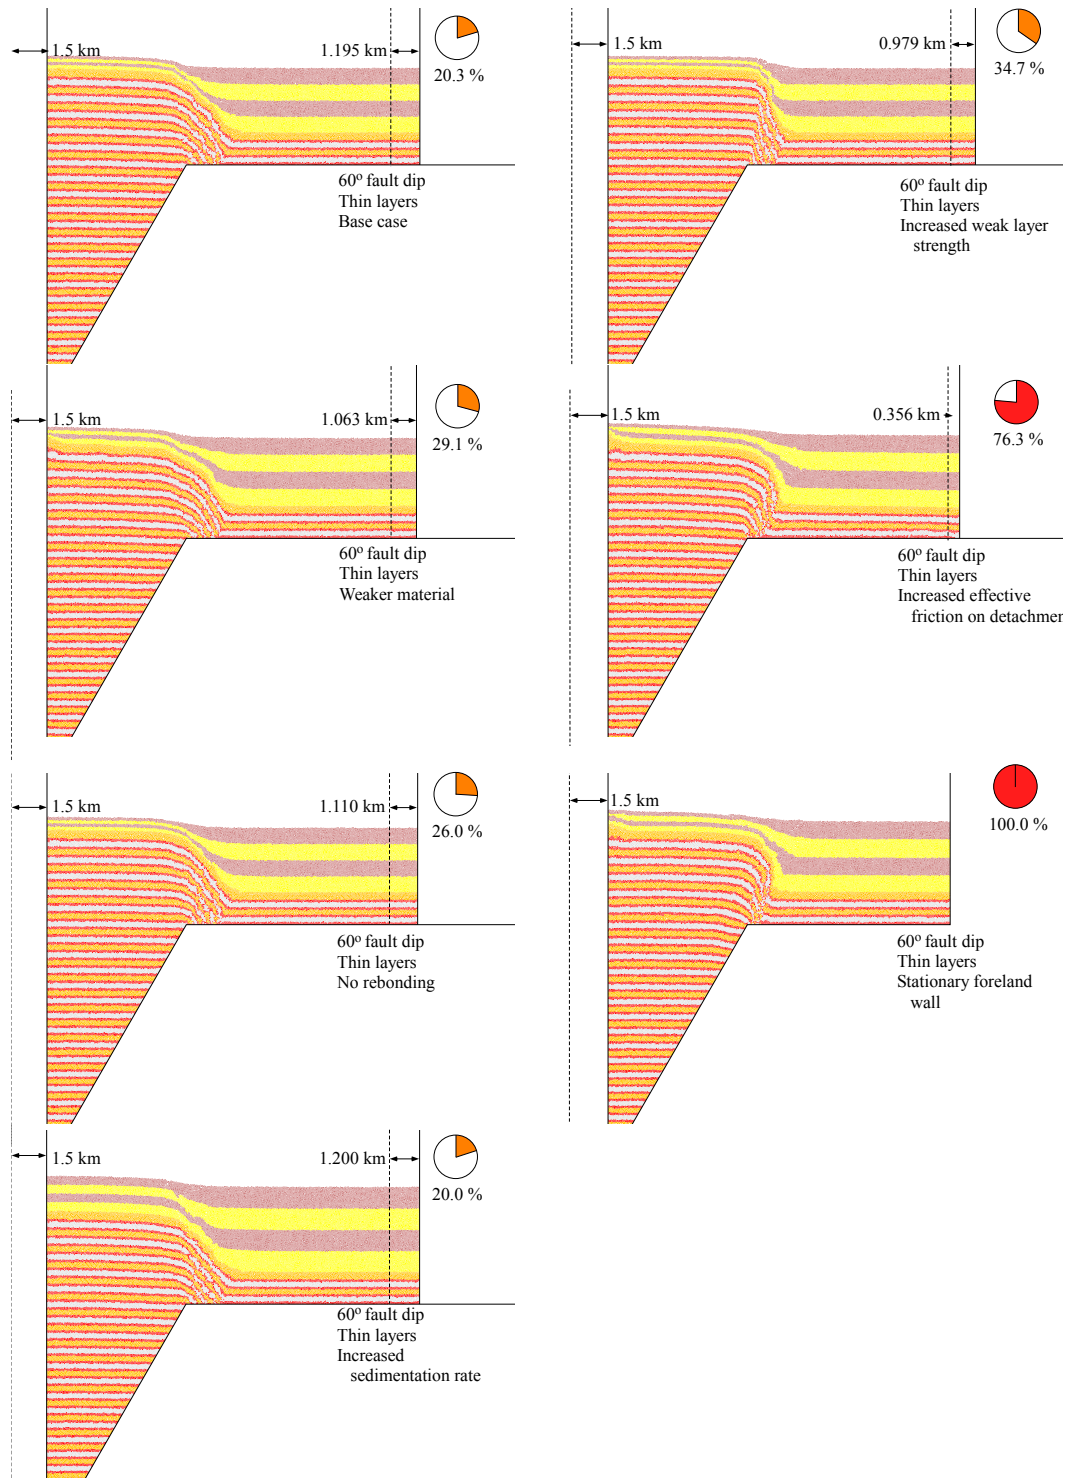 1.5 km
1.195 km
20.3 %
60º fault dip
Thin layers
Base case
1.5 km
0.979 km
34.7 %
60º fault dip
Thin layers
Increased weak layer
strength
1.5 km
1.063 km
29.1 %
60º fault dip
Thin layers
Weaker material
1.5 km
0.356 km
76.3 %
60º fault dip
Thin layers
Increased effective
friction on detachmen
1.5 km
1.110 km
26.0 %
60º fault dip
Thin layers
No rebonding
1.5 km
100.0 %
60º fault dip
Thin layers
Stationary foreland
wall
1.5 km
1.200 km
20.0 %
60º fault dip
Thin layers
Increased
sedimentation rate